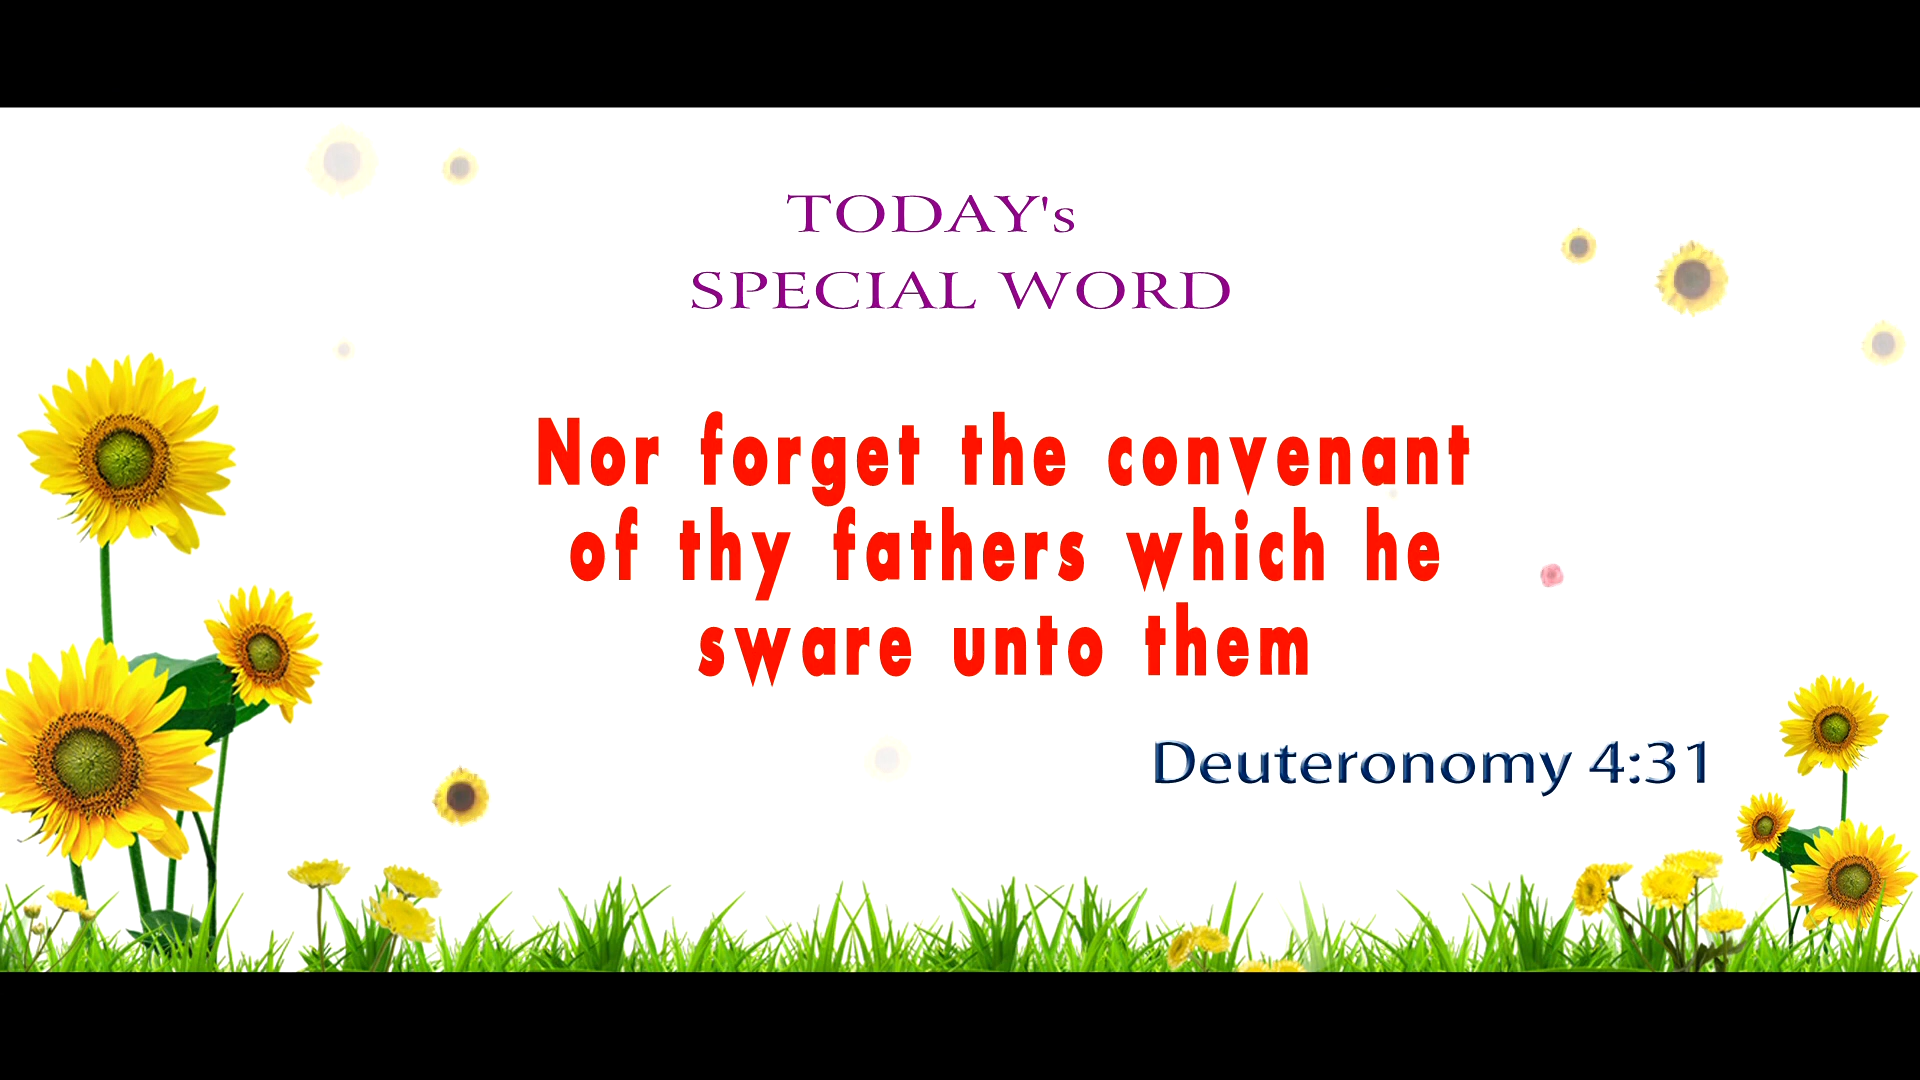 TODAY's
SPECIAL WORD
Nor forget the convenant
of thy fathers which he
sware unto them
Deuteronomy 4:31